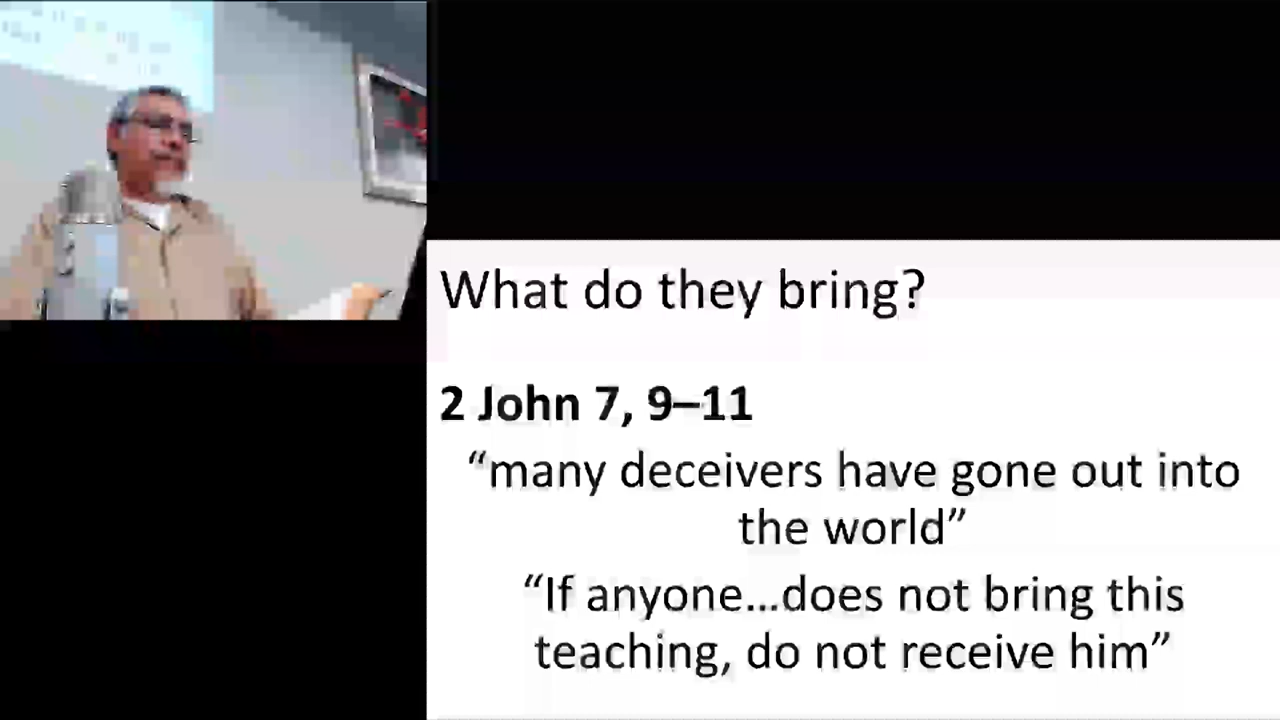 What do they bring?
2 John 7, 9–11
“many deceivers have gone out into
the world”
“If anyone...does not bring this
teaching, do not receive him”